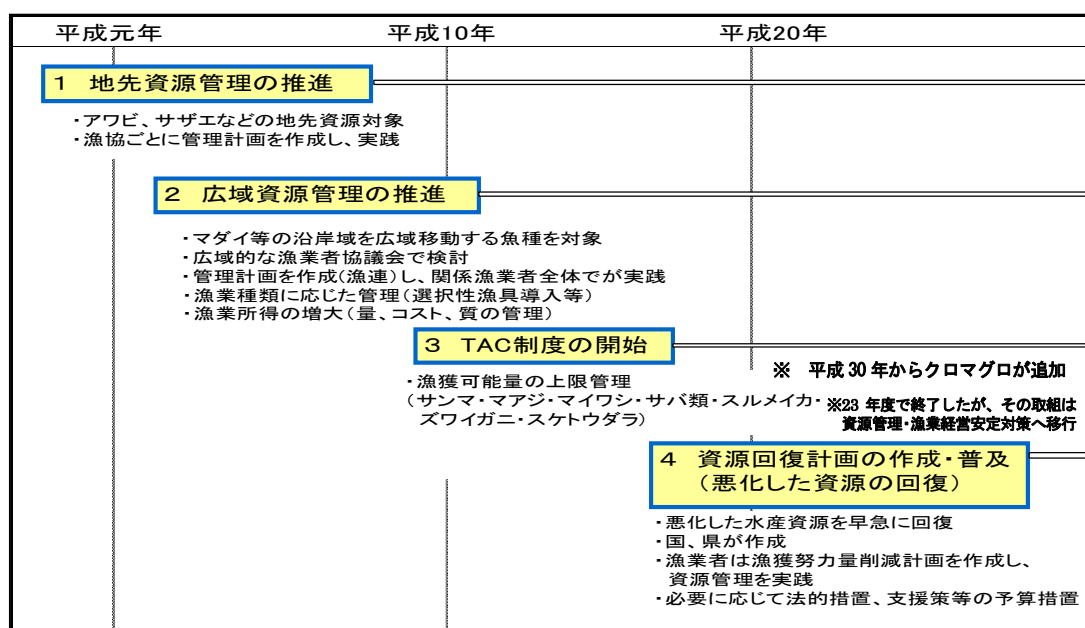 平成元年 平成10年 平成20年
1 地先資源管理の推進
・アワビ、サザエなどの地先資源対象
・漁協ごとに管理計画を作成し、実践
2 広域資源管理の推進
・マダイ等の沿岸域を広域移動する魚種を対象
・広域的な漁業者協議会で検討
・管理計画を作成(漁連)し、関係漁業者全体でが実践
・漁業種類に応じた管理(選択性漁具導入等)
・漁業所得の増大(量、コスト、質の管理)
3 TAC制度の開始
※ 平成30年からクロマグロが追加
・漁獲可能量の上限管理
(サンマ・マアジ・マイワシ・サバ類・スルメイカ・
ズワイガニ・スケトウダラ)
※23 年度で終了したが、その取組は
資源管理・漁業経営安定対策へ移行
4 資源回復計画の作成・普及
(悪化した資源の回復)
・悪化した水産資源を早急に回復
・国、県が作成
・漁業者は漁獲努力量削減計画を作成し、
資源管理を実践
・必要に応じて法的措置、支援策等の予算措置